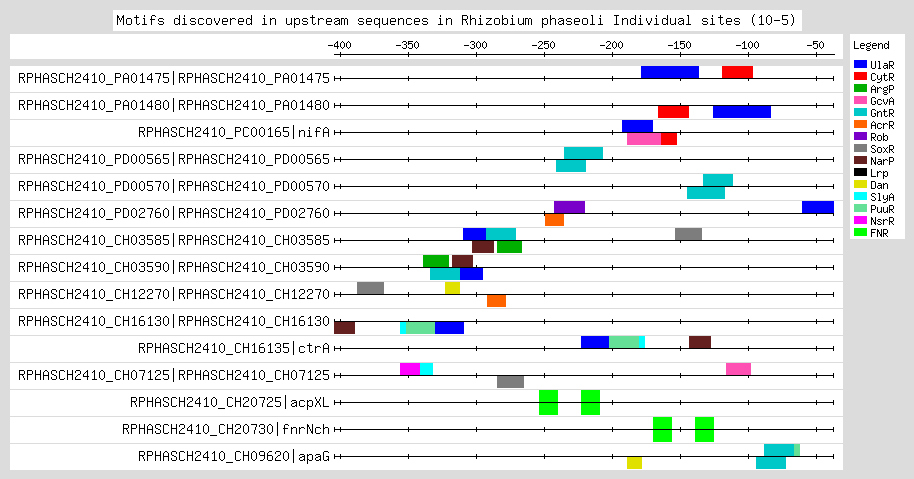 Motifs discovered in upstream sequences in Rhizobium phaseoli Individual sites (10-5)
-400 -350 -300 -250 -200 -150 -100 -50
RPHASCH2410_PA01475|RPHASCH2410_PA01475
RPHASCH2410_PA01480|RPHASCH2410_PA01480
RPHASCH2410_PC00165|nifA
RPHASCH2410_PD00565|RPHASCH2410_PD00565
RPHASCH2410_PD00570|RPHASCH2410_PD00570
RPHASCH2410_PD02760|RPHASCH2410_PD02760
RPHASCH2410_CH03585|RPHASCH2410_CH03585
RPHASCH2410_CH03590|RPHASCH2410_CH03590
RPHASCH2410_CH12270|RPHASCH2410_CH12270
RPHASCH2410_CH16130|RPHASCH2410_CH16130
RPHASCH2410_CH16135|ctrA
RPHASCH2410_CH07125|RPHASCH2410_CH07125
RPHASCH2410_CH20725|acpXL
RPHASCH2410_CH20730|fnrNch
RPHASCH2410_CH09620|apaG
Legend
UlaR
CytR
ArgP
GcvA
GntR
AcrR
Rob
SoxR
NarP
Lrp
Dan
SlyA
PuuR
NsrR
FNR